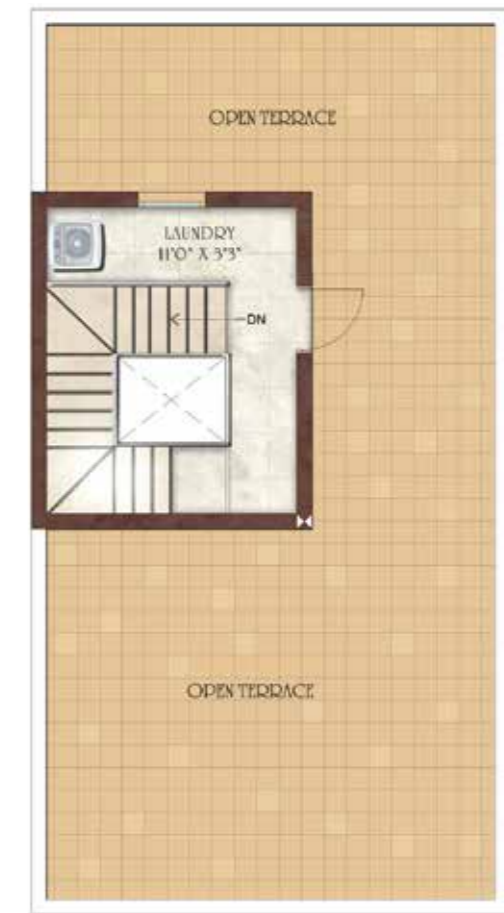 OPEN TERRACE
LAUNDRY
11'0" X 3'3"
DN
OPEN TERRACE